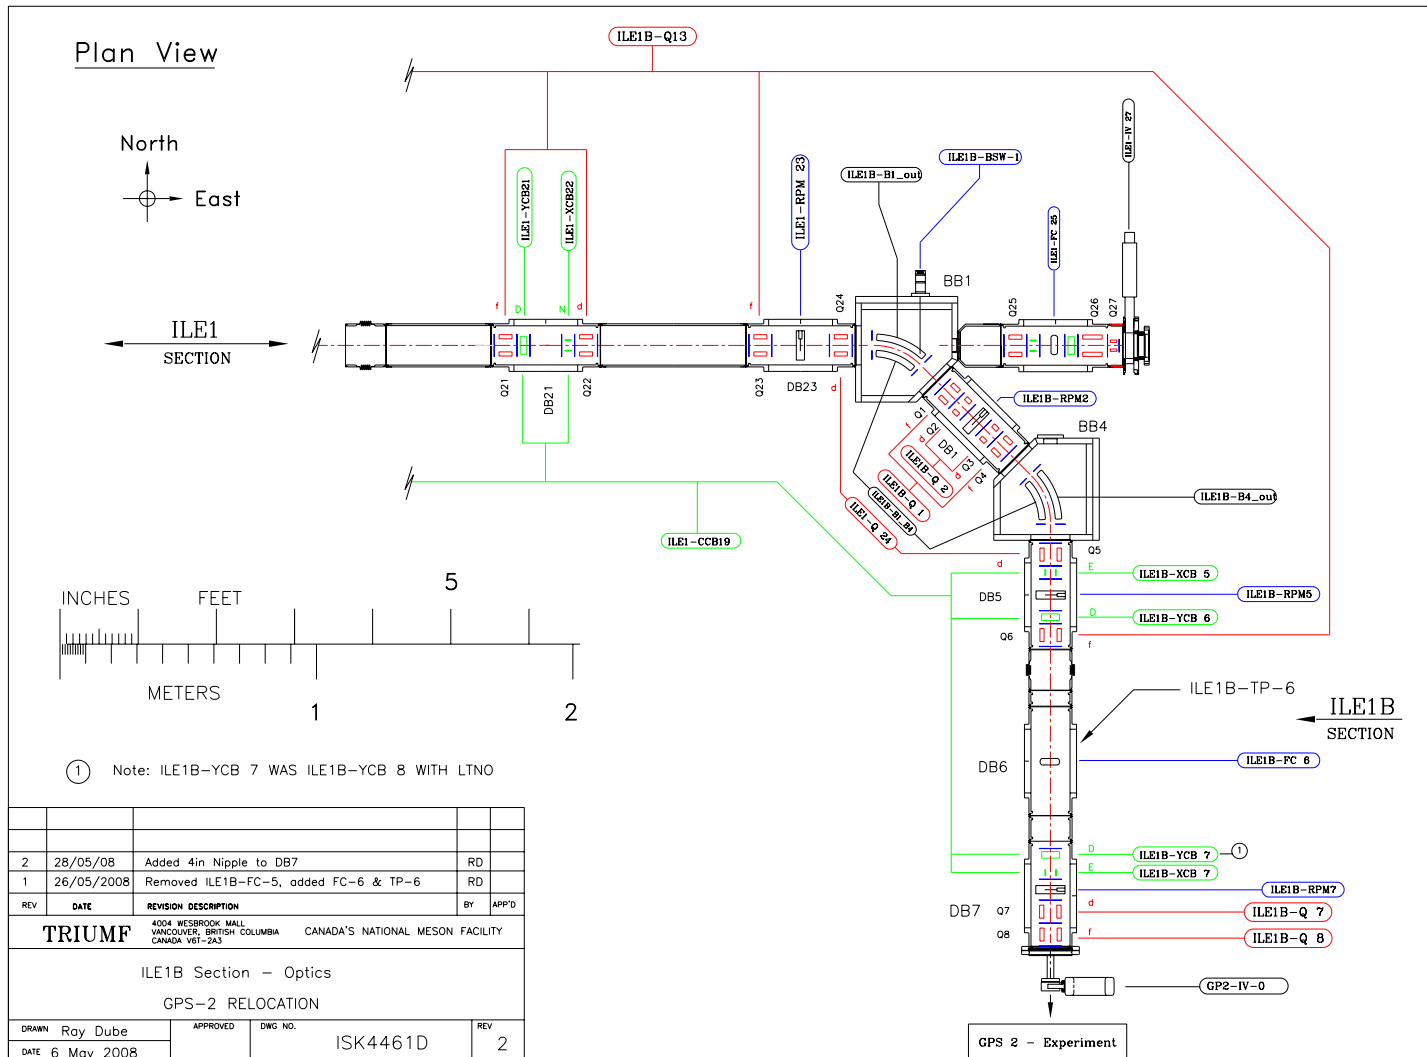 Plan View
ILE1B-Q13
North
East
ILE1-YCB21
ILE1-XCB22
ILE1-RPM 23
ILE1B-B1_out
ILE1B-BSW-1
ILE1-IV 27
ILE1-FC 25
BB1
f
D
N
d
f
Q24
Q25
Q26
Q27
ILE1
SECTION
Q21
DB21
Q22
Q23
DB23
d
ILE1B-RPM2
BB4
Q1
Q2
DB1
Q3
Q4
f
d
d
f
ILE1B-Q 2
ILE1B-Q 1
ILE1B-B1_B4
ILE1-Q 24
ILE1B-B4_out
ILE1-CCB19
Q5
d
E
ILE1B-XCB 5
DB5
ILE1B-RPM5
D
ILE1B-YCB 6
Q6
f
INCHES
FEET
5
METERS
1
2
ILE1B-TP-6
ILE1B
SECTION
DB6
ILE1B-FC 6
1
Note: ILE1B-YCB 7 WAS ILE1B-YCB 8 WITH LTNO
D
ILE1B-YCB 7
1
E
ILE1B-XCB 7
ILE1B-RPM7
DB7
Q7
d
ILE1B-Q 7
Q8
f
ILE1B-Q 8
GP2-IV-0
GPS 2 - Experiment
2 28/05/08 Added 4in Nipple to DB7 RD
1 26/05/2008 Removed ILE1B-FC-5, added FC-6 & TP-6 RD
REV DATE REVISION DESCRIPTION BY APP'D
TRIUMF
4004 WESBROOK MALL
VANCOUVER, BRITISH COLUMBIA
CANADA V6T-2A3
CANADA'S NATIONAL MESON FACILITY
ILE1B Section - Optics
GPS-2 RELOCATION
DRAWN Ray Dube
APPROVED
DWG NO.
ISK4461D
REV
2
DATE 6 May 2008